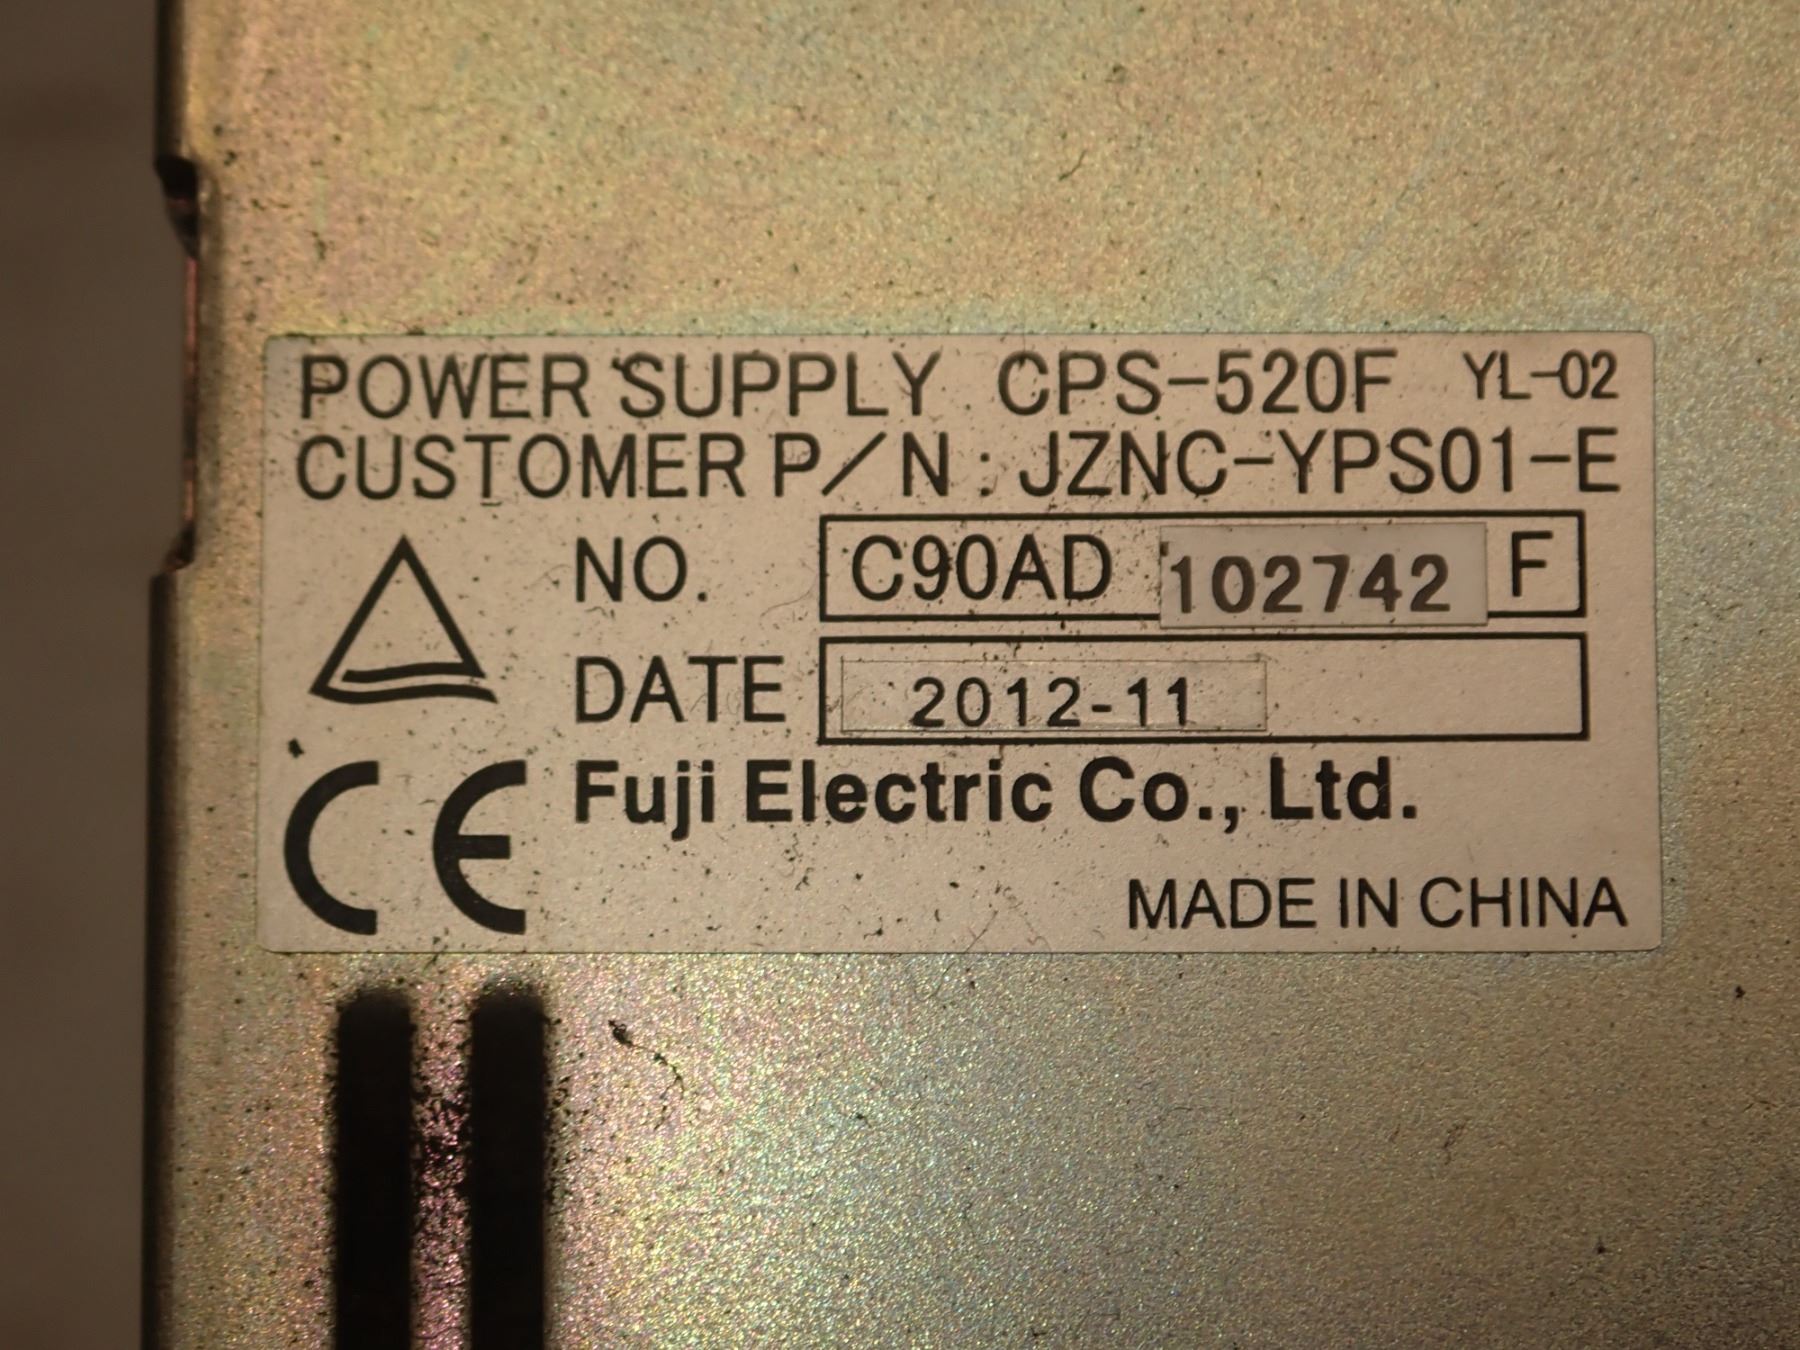 POWER SUPPLY CPS-520F YL-02
CUSTOMER P/N : JZNC-YPS01-E
NO. C90AD 102742 F
DATE 2012-11
CE Fuji Electric Co., Ltd.
MADE IN CHINA